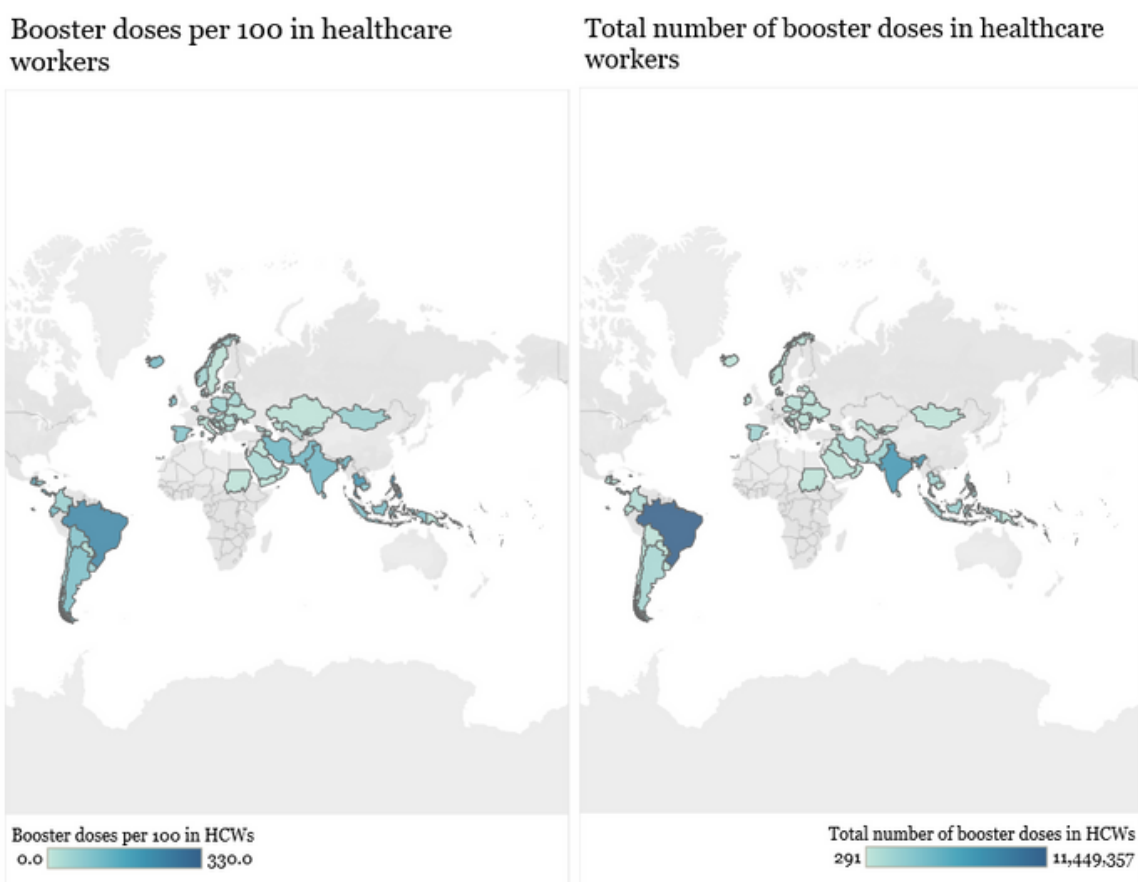 Booster doses per 100 in healthcare
workers
Total number of booster doses in healthcare
workers
Booster doses per 100 in HCWs
0.0 330.0
Total number of booster doses in HCWs
291 11,449,357